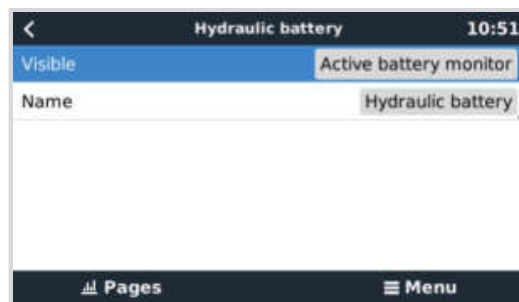 Hydraulic battery 10:51
Visible Active battery monitor
Name Hydraulic battery
Pages Menu